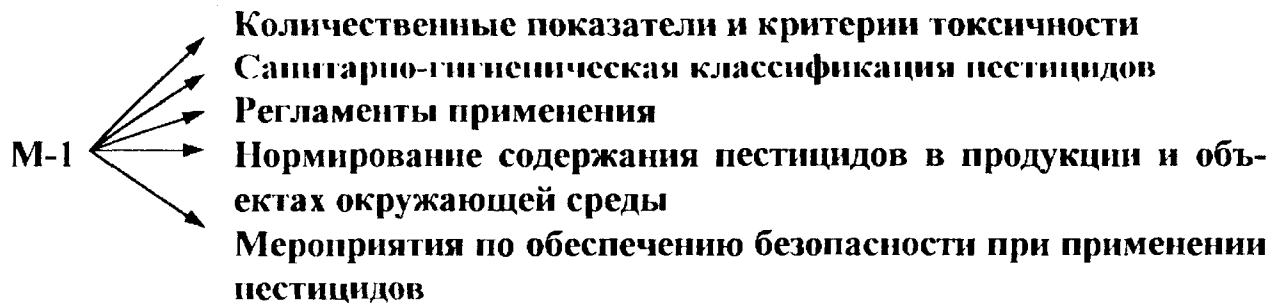 Количественные показатели и критерии токсичности
Санитарно-гигиеническая классификация пестицидов
Регламенты применения
М-1
Нормирование содержания пестицидов в продукции и объ-
ектах окружающей среды
Мероприятия по обеспечению безопасности при применении
пестицидов